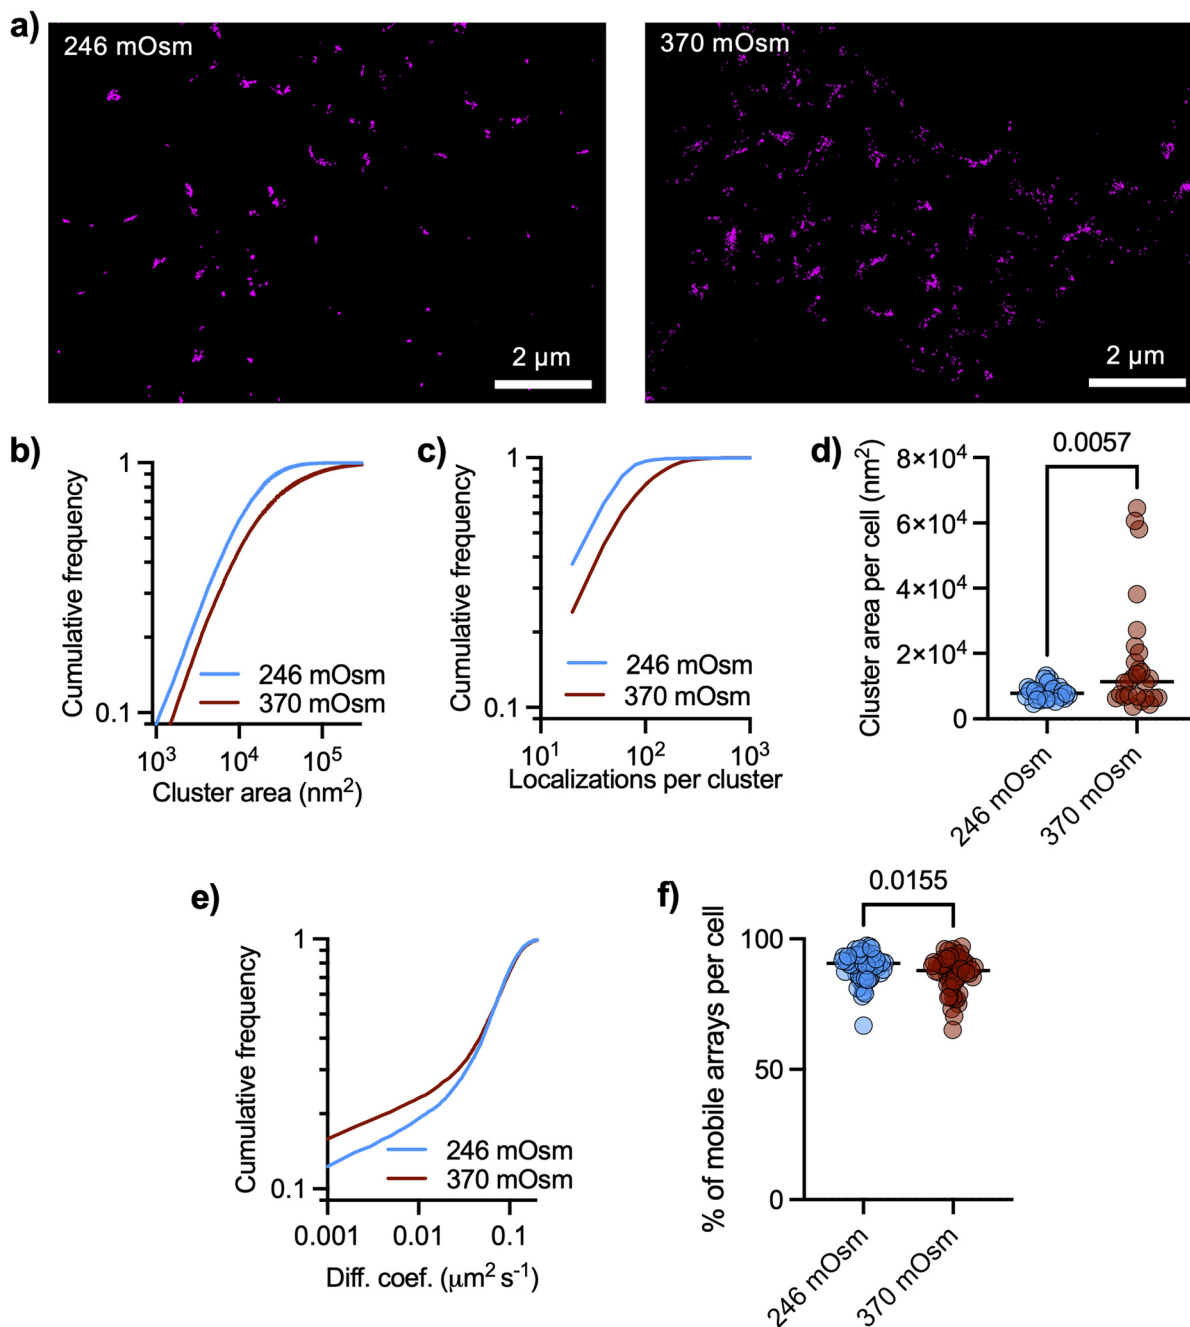 a)
246 mOsm
370 mOsm
2 µm
2 µm
b)
Cumulative frequency
1
0.1
10³
10⁴
10⁵
Cluster area (nm²)
246 mOsm
370 mOsm
c)
Cumulative frequency
1
0.1
10¹
10²
10³
Localizations per cluster
246 mOsm
370 mOsm
d)
Cluster area per cell (nm²)
0.0057
8×10⁴
6×10⁴
4×10⁴
2×10⁴
0
246 mOsm
370 mOsm
e)
Cumulative frequency
1
0.1
0.001
0.01
0.1
Diff. coef. (µm² s⁻¹)
246 mOsm
370 mOsm
f)
% of mobile arrays per cell
0.0155
100
50
0
246 mOsm
370 mOsm